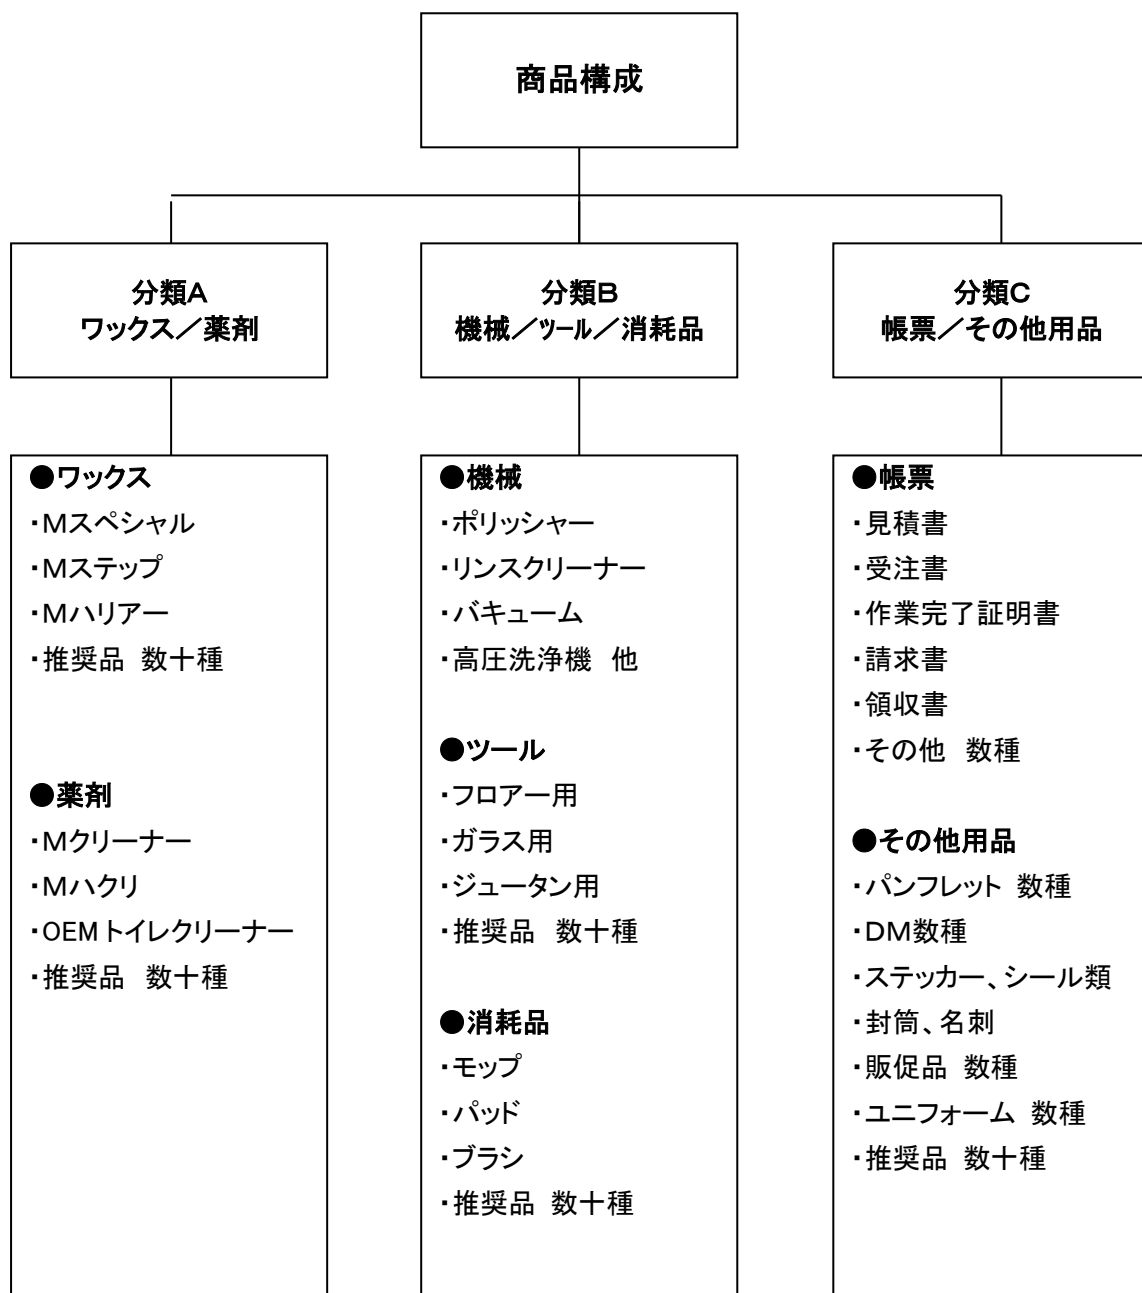 商品構成
分類A
ワックス／薬剤
●ワックス
・Mスペシャル
・Mステップ
・Mハリアー
・推奨品 数十種
●薬剤
・Mクリーナー
・Mハクリ
・OEMトイレクリーナー
・推奨品 数十種
分類B
機械／ツール／消耗品
●機械
・ポリッシャー
・リンスクリーナー
・バキューム
・高圧洗浄機 他
●ツール
・フロアー用
・ガラス用
・ジュータン用
・推奨品 数十種
●消耗品
・モップ
・パッド
・ブラシ
・推奨品 数十種
分類C
帳票／その他用品
●帳票
・見積書
・受注書
・作業完了証明書
・請求書
・領収書
・その他 数種
●その他用品
・パンフレット 数種
・DM数種
・ステッカー、シール類
・封筒、名刺
・販促品 数種
・ユニフォーム 数種
・推奨品 数十種